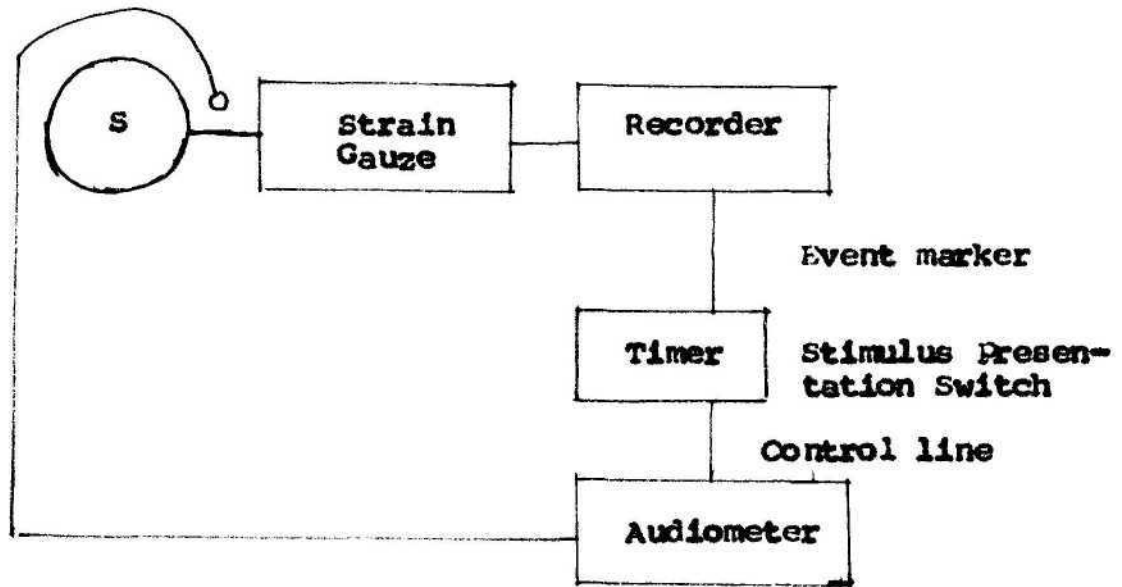 S
Strain
Gauze
Recorder
Event marker
Timer
Stimulus Presen-
tation Switch
Control line
Audiometer